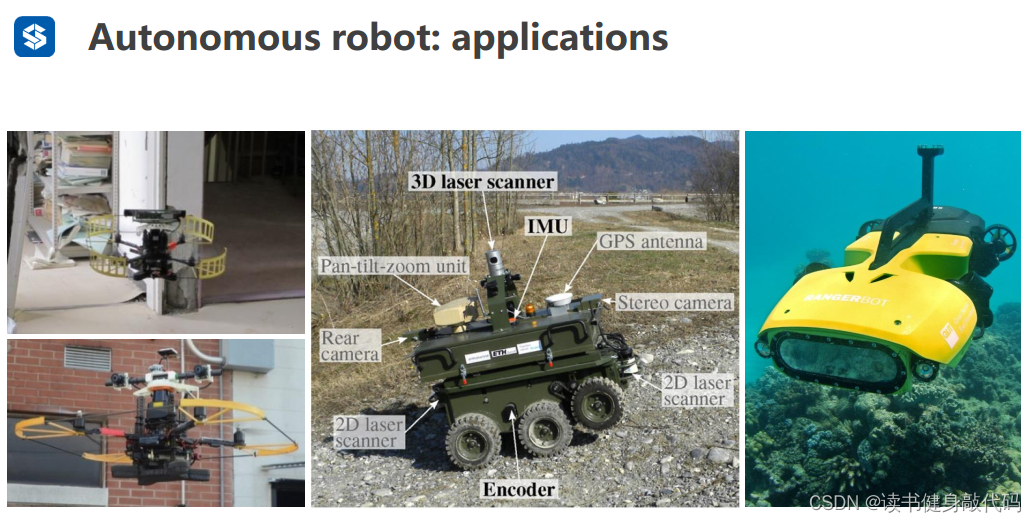 Autonomous robot: applications
3D laser scanner
IMU
GPS antenna
Pan-tilt-zoom unit
Stereo camera
Rear
camera
2D laser
scanner
2D laser
scanner
Encoder
ETH
RANGERBOT
CSDN @读书健身敲代码